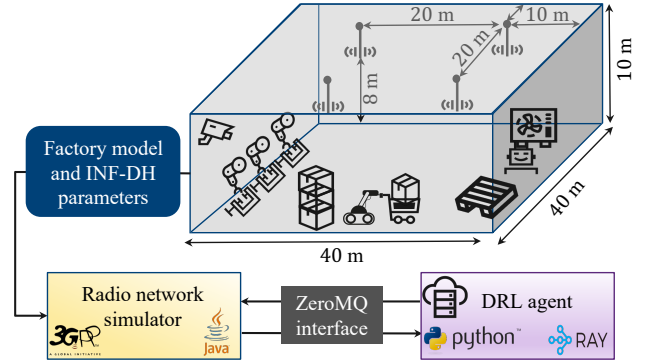 20 m
10 m
20 m
8 m
10 m
Factory model
and INF-DH
parameters
40 m
40 m
Radio network
simulator
ZeroMQ
interface
DRL agent
3GPP
A GLOBAL INITIATIVE
Java
python™
RAY